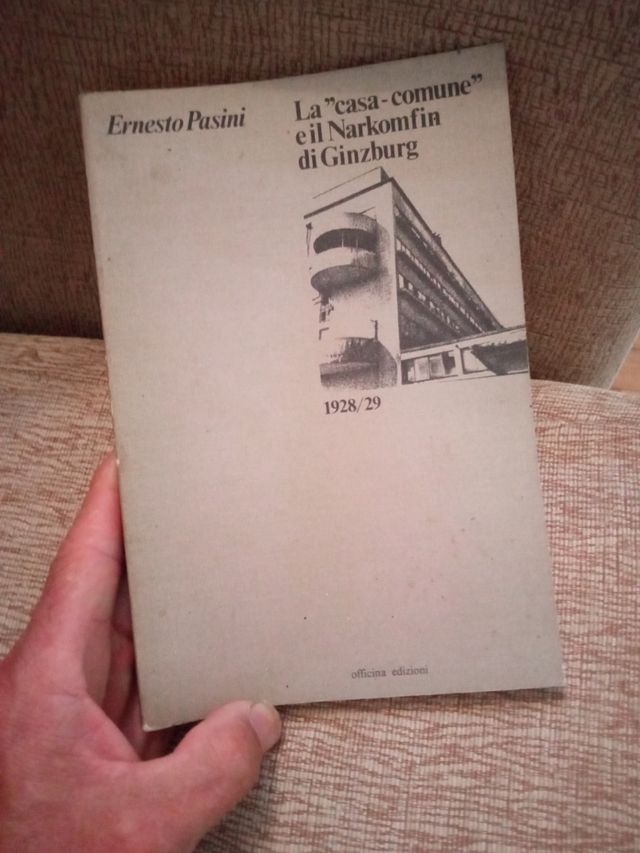 Ernesto Pasini
La "casa-comune"
e il Narkomfin
di Ginzburg
1928/29
officina edizioni